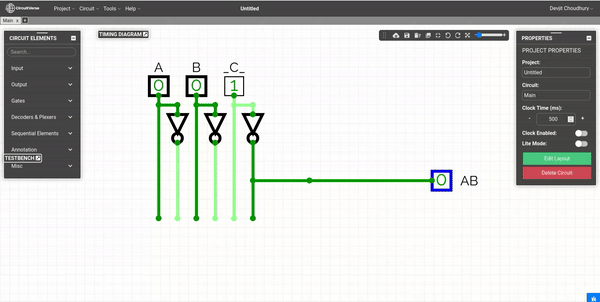 CircuitVerse Project Circuit Tools Help Untitled Devjit Choudhury
Main x +
CIRCUIT ELEMENTS
Search...
Input
Output
Gates
Decoders & Plexers
Sequential Elements
Annotation
TESTBENCH
Misc
TIMING DIAGRAM
A B _C_
0 0 1
0 AB
PROPERTIES
PROJECT PROPERTIES
Project:
Untitled
Circuit:
Main
Clock Time (ms):
- 500 +
Clock Enabled:
Lite Mode:
Edit Layout
Delete Circuit